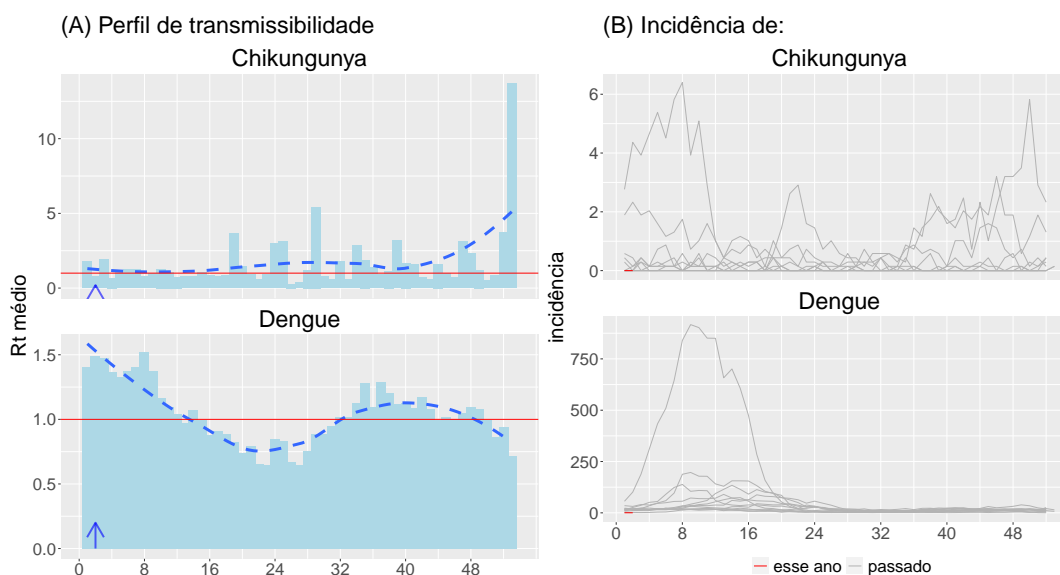 (A) Perfil de transmissibilidade
Chikungunya
10
5
0
Dengue
1.5
1.0
0.5
0.0
0 8 16 24 32 40 48
Rt médio
(B) Incidência de:
Chikungunya
6
4
2
0
Dengue
750
500
250
0
0 8 16 24 32 40 48
incidência
esse ano passado